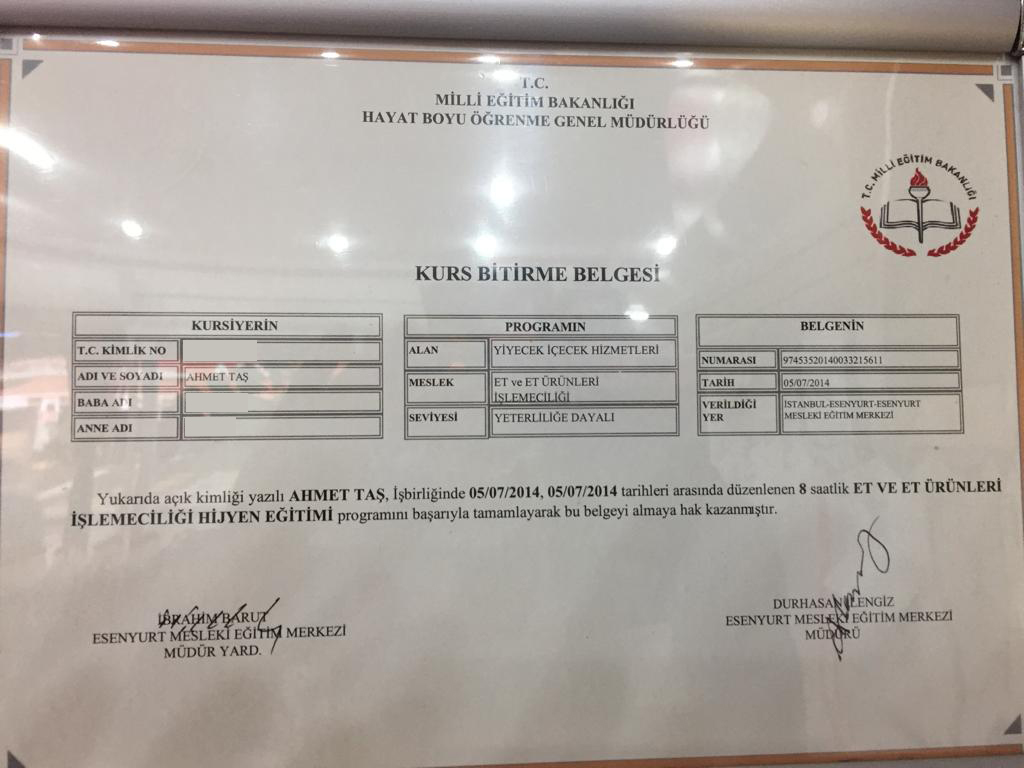 T.C.
MİLLİ EĞİTİM BAKANLIĞI
HAYAT BOYU ÖĞRENME GENEL MÜDÜRLÜĞÜ
T.C. MİLLİ EĞİTİM BAKANLIĞI
KURS BİTİRME BELGESİ
KURSİYERİN
T.C. KİMLİK NO
ADI VE SOYADI AHMET TAŞ
BABA ADI
ANNE ADI
PROGRAMIN
ALAN YİYECEK İÇECEK HİZMETLERİ
MESLEK ET ve ET ÜRÜNLERİ
İŞLEMECİLİĞİ
SEVİYESİ YETERLİLİĞE DAYALI
BELGENİN
NUMARASI 97453520140033215611
TARİH 05/07/2014
VERİLDİĞİ YER İSTANBUL-ESENYURT-ESENYURT
MESLEKİ EĞİTİM MERKEZİ
Yukarıda açık kimliği yazılı AHMET TAŞ, İşbirliğinde 05/07/2014, 05/07/2014 tarihleri arasında düzenlenen 8 saatlik ET VE ET ÜRÜNLERİ
İŞLEMECİLİĞİ HİJYEN EĞİTİMİ programını başarıyla tamamlayarak bu belgeyi almaya hak kazanmıştır.
İBRAHİM BARUT
ESENYURT MESLEKİ EĞİTİM MERKEZİ
MÜDÜR YARD.
DURHASAN LENGİZ
ESENYURT MESLEKİ EĞİTİM MERKEZİ
MÜDÜRÜ